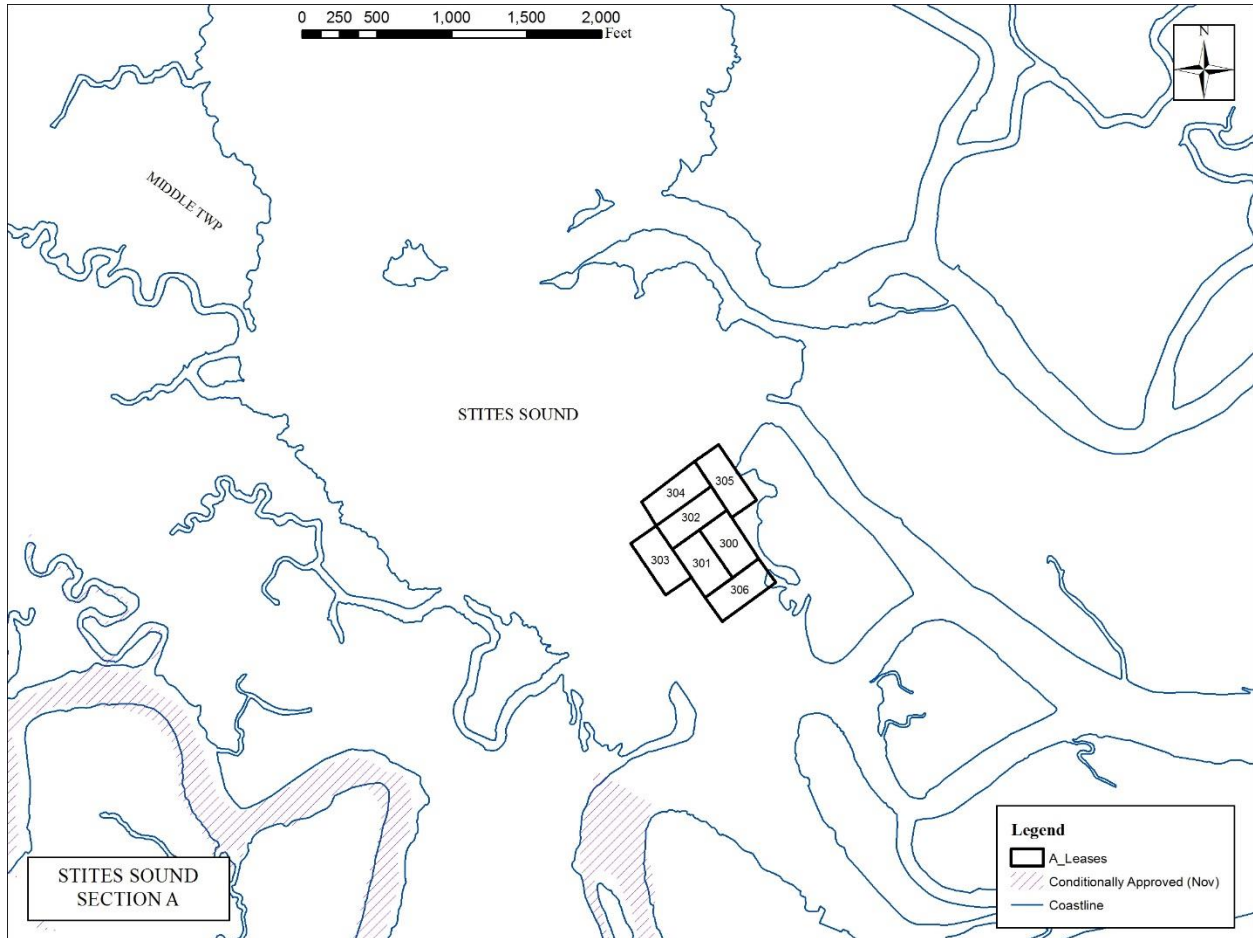 0 250 500 1,000 1,500 2,000
Feet
N
MIDDLE TWP
STITES SOUND
305
304
302
300
303
301
306
STITES SOUND
SECTION A
Legend
A_Leases
Conditionally Approved (Nov)
Coastline